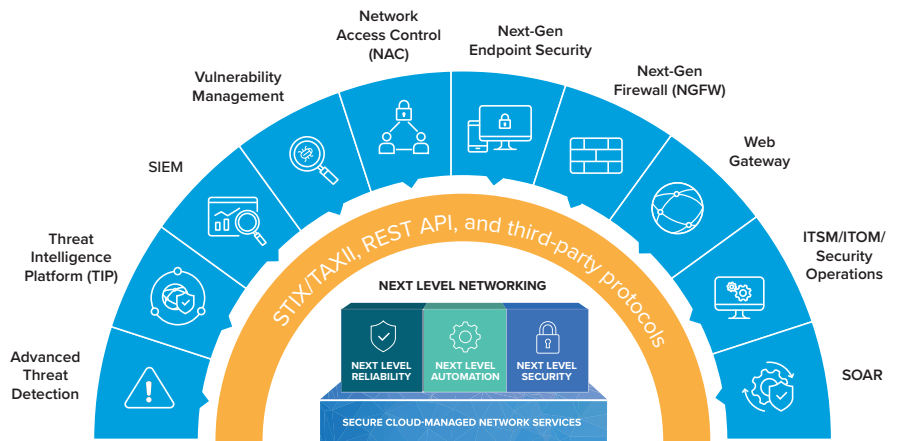 Advanced
Threat
Detection
Threat
Intelligence
Platform (TIP)
SIEM
Vulnerability
Management
Network
Access Control
(NAC)
Next-Gen
Endpoint Security
Next-Gen
Firewall (NGFW)
Web
Gateway
ITSM/ITOM/
Security
Operations
SOAR
STIX/TAXII, REST API, and third-party protocols
NEXT LEVEL NETWORKING
NEXT LEVEL
RELIABILITY
NEXT LEVEL
AUTOMATION
NEXT LEVEL
SECURITY
SECURE CLOUD-MANAGED NETWORK SERVICES